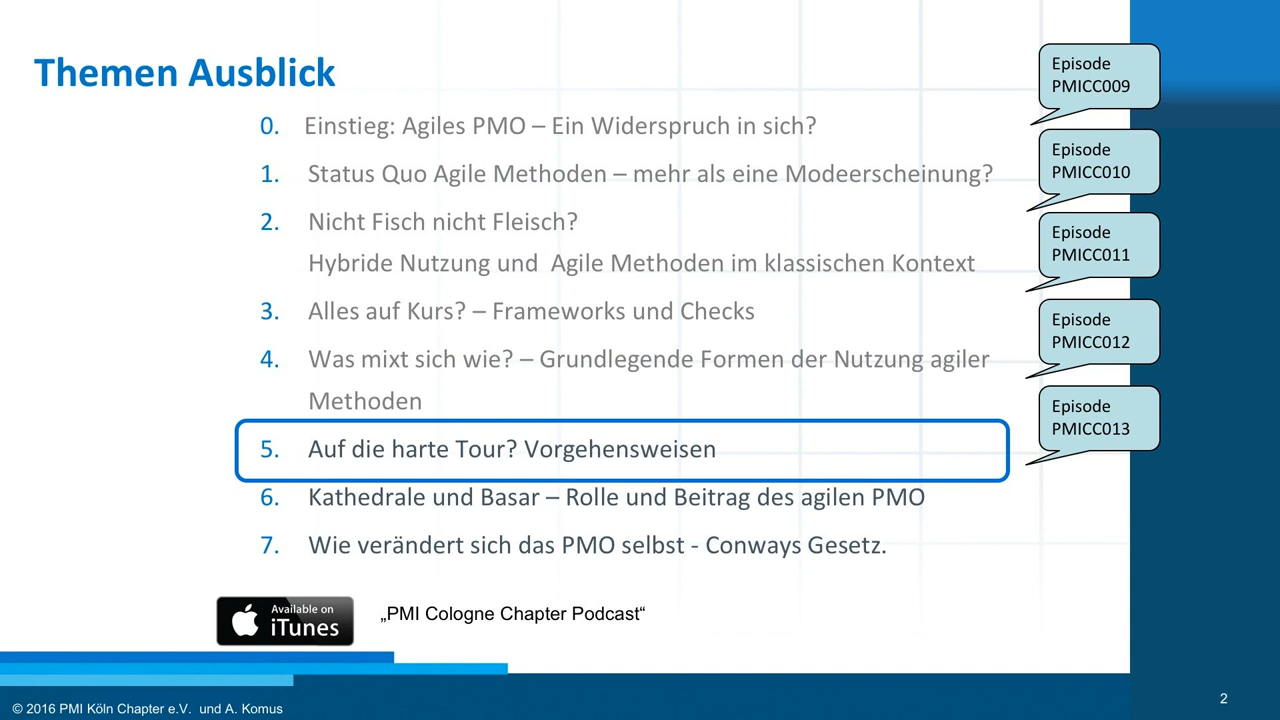 Themen Ausblick
0. Einstieg: Agiles PMO – Ein Widerspruch in sich?
1. Status Quo Agile Methoden – mehr als eine Modeerscheinung?
2. Nicht Fisch nicht Fleisch?
Hybride Nutzung und Agile Methoden im klassischen Kontext
3. Alles auf Kurs? – Frameworks und Checks
4. Was mixt sich wie? – Grundlegende Formen der Nutzung agiler
Methoden
5. Auf die harte Tour? Vorgehensweisen
6. Kathedrale und Basar – Rolle und Beitrag des agilen PMO
7. Wie verändert sich das PMO selbst - Conways Gesetz.
Episode
PMICC009
Episode
PMICC010
Episode
PMICC011
Episode
PMICC012
Episode
PMICC013
Available on
iTunes
„PMI Cologne Chapter Podcast“
© 2016 PMI Köln Chapter e.V. und A. Komus
2